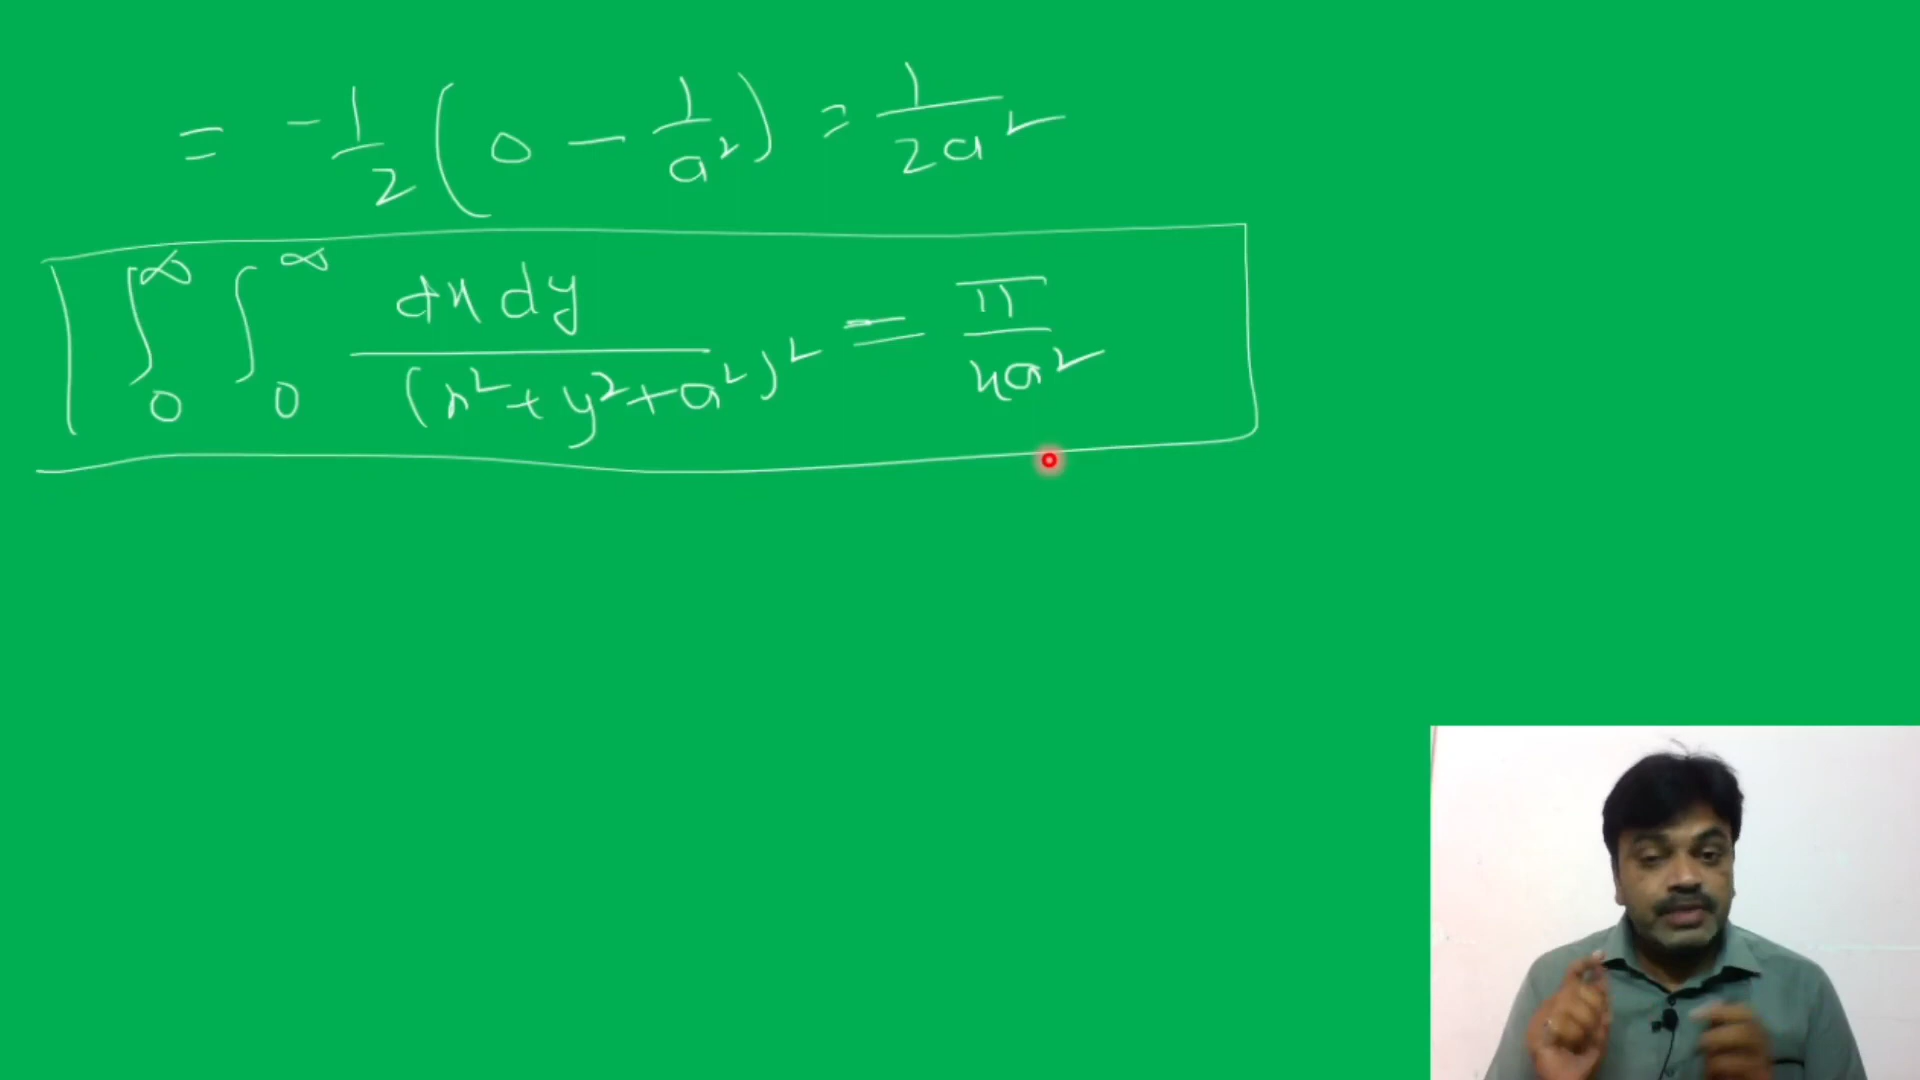 = -1/2 (0 - 1/a²) = 1/2a²
∫₀^∞ ∫₀^∞ dx dy / (x²+y²+a²)² = π/4a²